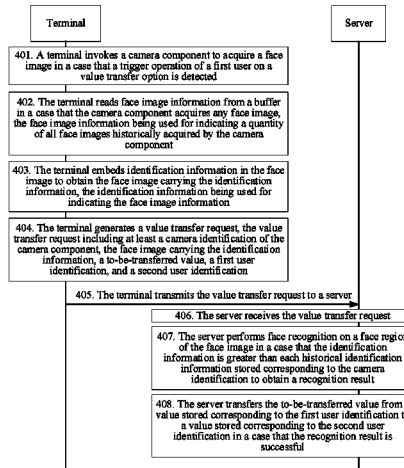 Terminal
Server
401. A terminal invokes a camera component to acquire a face
image in a case that a trigger operation of a first user on a
value transfer option is detected
402. The terminal reads face image information from a buffer
in a case that the camera component acquires any face image,
the face image information being used for indicating a quantity
of all face images historically acquired by the camera
component
403. The terminal embeds identification information in the face
image to obtain the face image carrying the identification
information, the identification information being used for
indicating the face image information
404. The terminal generates a value transfer request, the value
transfer request including at least a camera identification of the
camera component, the face image carrying the identification
information, a to-be-transferred value, a first user
identification, and a second user identification
405. The terminal transmits the value transfer request to a server
406. The server receives the value transfer request
407. The server performs face recognition on a face region
of the face image in a case that the identification
information is greater than each historical identification
information stored corresponding to the camera
identification to obtain a recognition result
408. The server transfers the to-be-transferred value from
value stored corresponding to the first user identification
a value stored corresponding to the second user
identification in a case that the recognition result is
successful